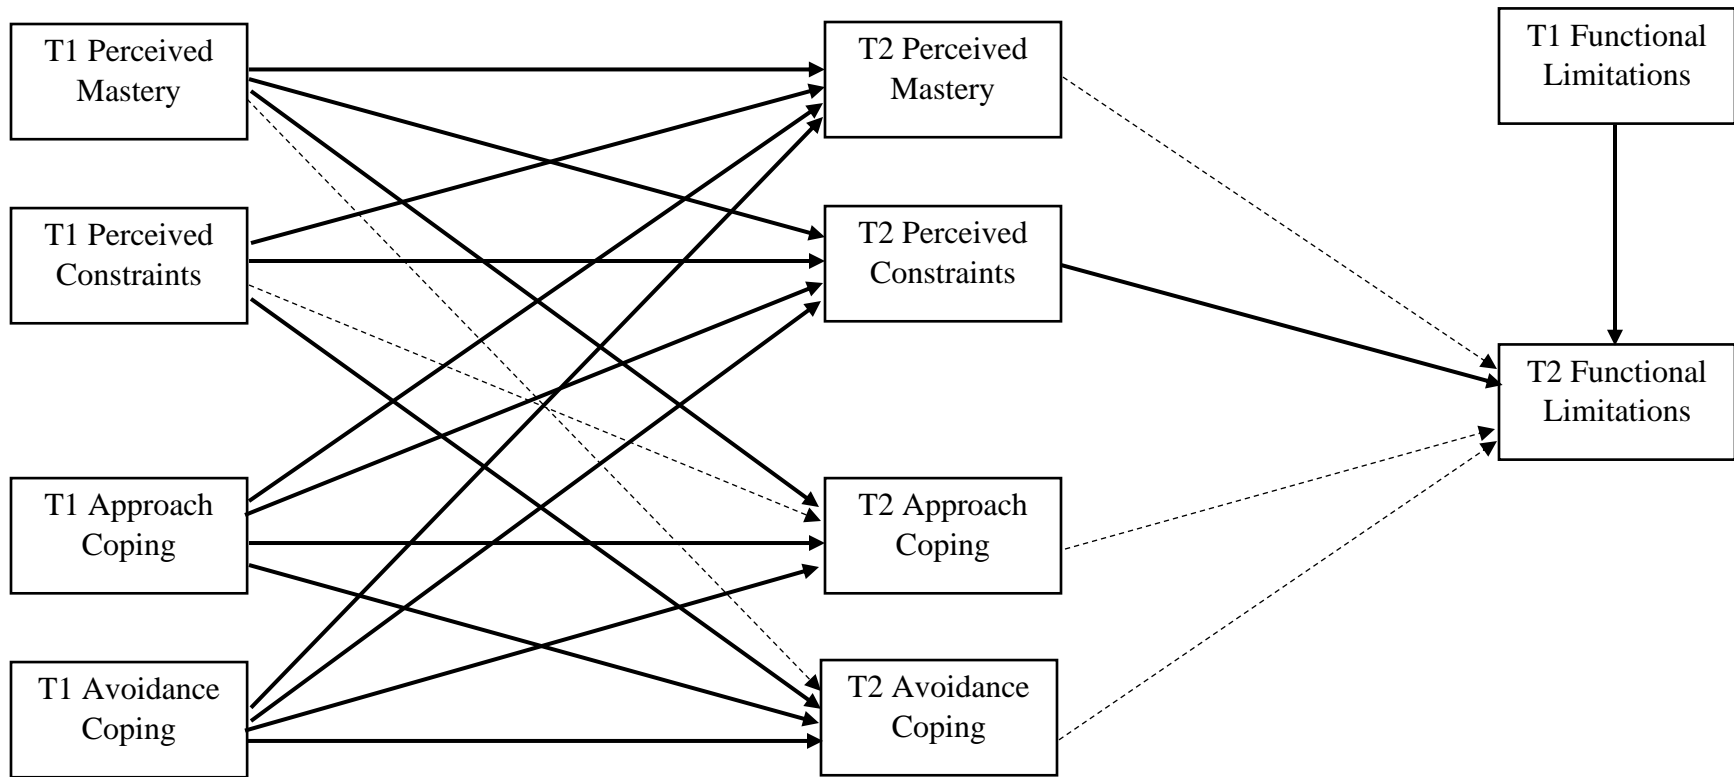 T1 Perceived
Mastery
T2 Perceived
Mastery
T1 Functional
Limitations
T1 Perceived
Constraints
T2 Perceived
Constraints
T2 Functional
Limitations
T1 Approach
Coping
T2 Approach
Coping
T1 Avoidance
Coping
T2 Avoidance
Coping